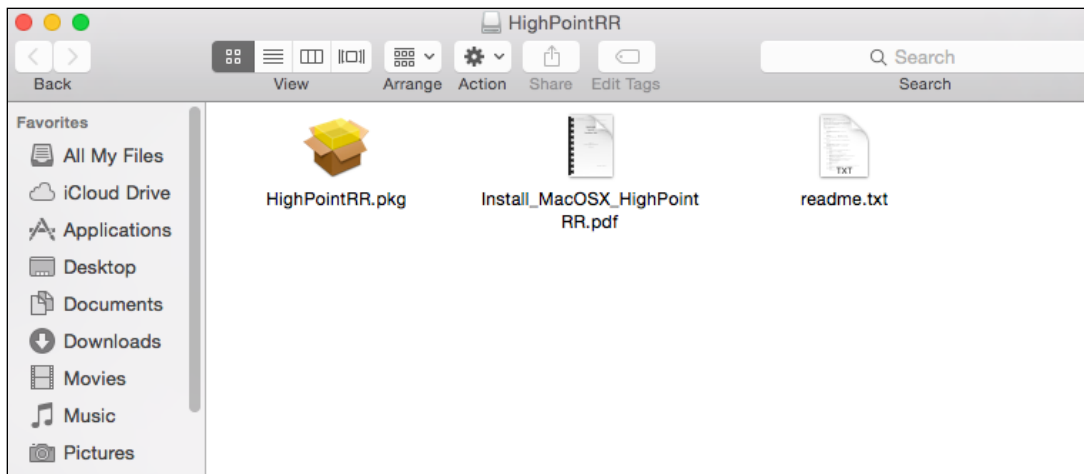 HighPointRR
Search
Back
View
Arrange
Action
Share
Edit Tags
Search
Favorites
All My Files
iCloud Drive
Applications
Desktop
Documents
Downloads
Movies
Music
Pictures
HighPointRR.pkg
Install_MacOSX_HighPoint
RR.pdf
TXT
readme.txt